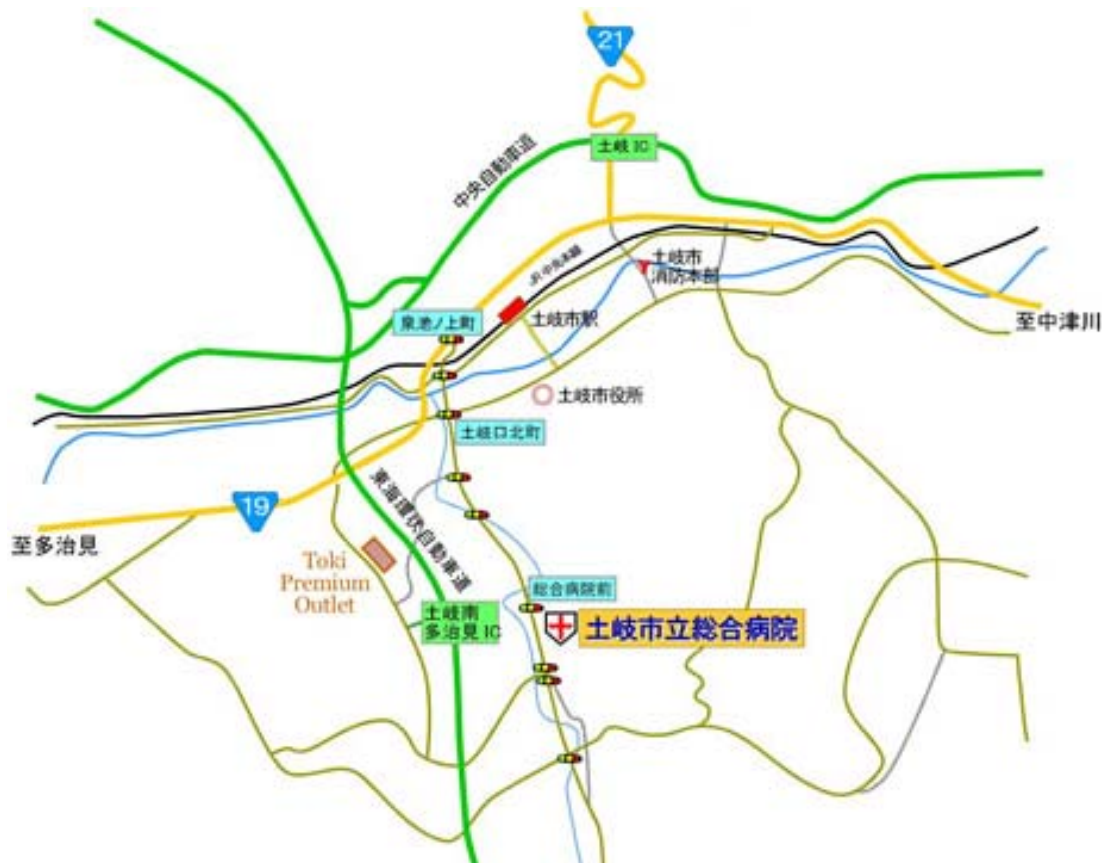 21
土岐 IC
中央自動車道
JR中央本線
土岐市
消防本部
泉池ノ上町
土岐市駅
至中津川
土岐市役所
土岐口北町
19
至多治見
東海環状自動車道
Toki
Premium
Outlet
土岐南
多治見 IC
総合病院前
土岐市立総合病院